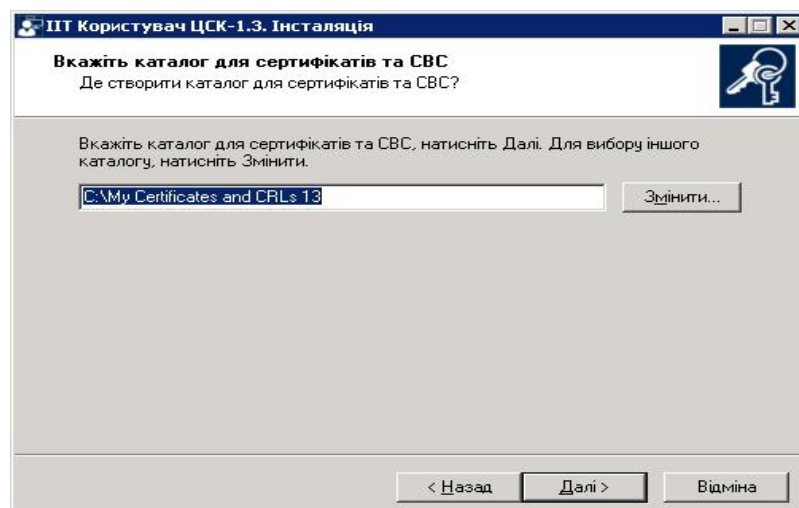 ІІТ Користувач ЦСК-1.3. Інсталяція
Вкажіть каталог для сертифікатів та СВС
Де створити каталог для сертифікатів та СВС?
Вкажіть каталог для сертифікатів та СВС, натисніть Далі. Для вибору іншого
каталогу, натисніть Змінити.
C:\My Certificates and CRLs 13
Змінити...
< Назад
Далі >
Відміна